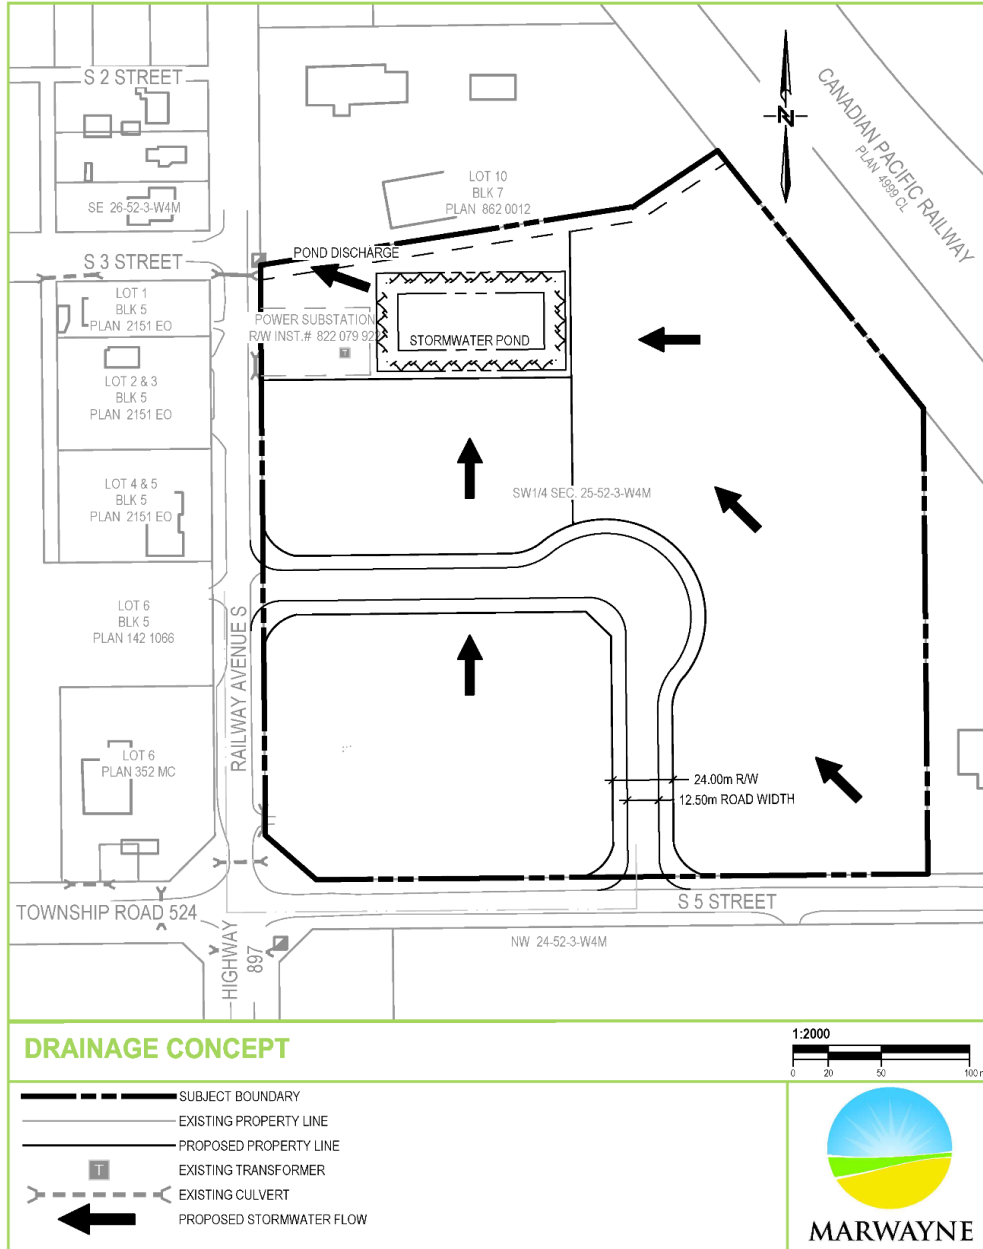 S 2 STREET
CANADIAN PACIFIC RAILWAY
PLAN 4999 CL
N
LOT 10
BLK 7
PLAN 862 0012
SE 26-52-3-W4M
S 3 STREET
POND DISCHARGE
LOT 1
BLK 5
PLAN 2151 EO
POWER SUBSTATION
R/W INST.# 822 079 922
T
STORMWATER POND
LOT 2 & 3
BLK 5
PLAN 2151 EO
LOT 4 & 5
BLK 5
PLAN 2151 EO
SW1/4 SEC. 25-52-3-W4M
LOT 6
BLK 5
PLAN 142 1066
RAILWAY AVENUE S
LOT 6
PLAN 352 MC
24.00m R/W
12.50m ROAD WIDTH
S 5 STREET
TOWNSHIP ROAD 524
HIGHWAY
897
NW 24-52-3-W4M
DRAINAGE CONCEPT
1:2000
0 20 50 100 m
SUBJECT BOUNDARY
EXISTING PROPERTY LINE
PROPOSED PROPERTY LINE
T EXISTING TRANSFORMER
EXISTING CULVERT
PROPOSED STORMWATER FLOW
MARWAYNE